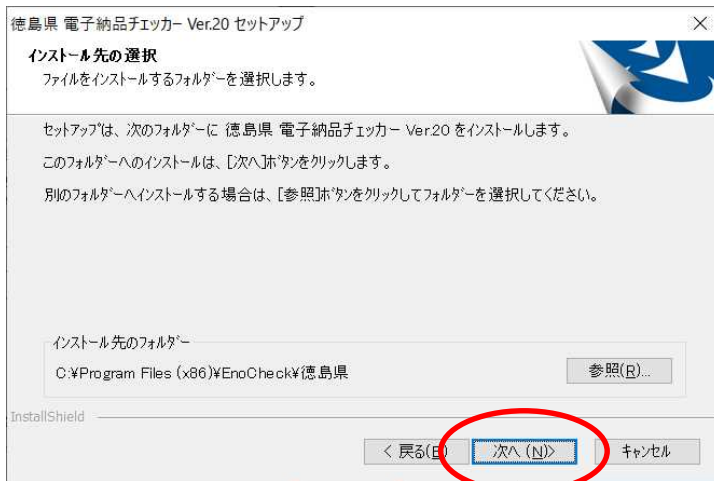 徳島県 電子納品チェッカー Ver.20 セットアップ
インストール先の選択
ファイルをインストールするフォルダーを選択します。
セットアップは、次のフォルダーに 徳島県 電子納品チェッカー Ver.20 をインストールします。
このフォルダーへのインストールは、[次へ]ボタンをクリックします。
別のフォルダーへインストールする場合は、[参照]ボタンをクリックしてフォルダーを選択してください。
インストール先のフォルダー
C:¥Program Files (x86)¥EnoCheck¥徳島県
参照(R)...
InstallShield
< 戻る(B) 次へ (N)> キャンセル